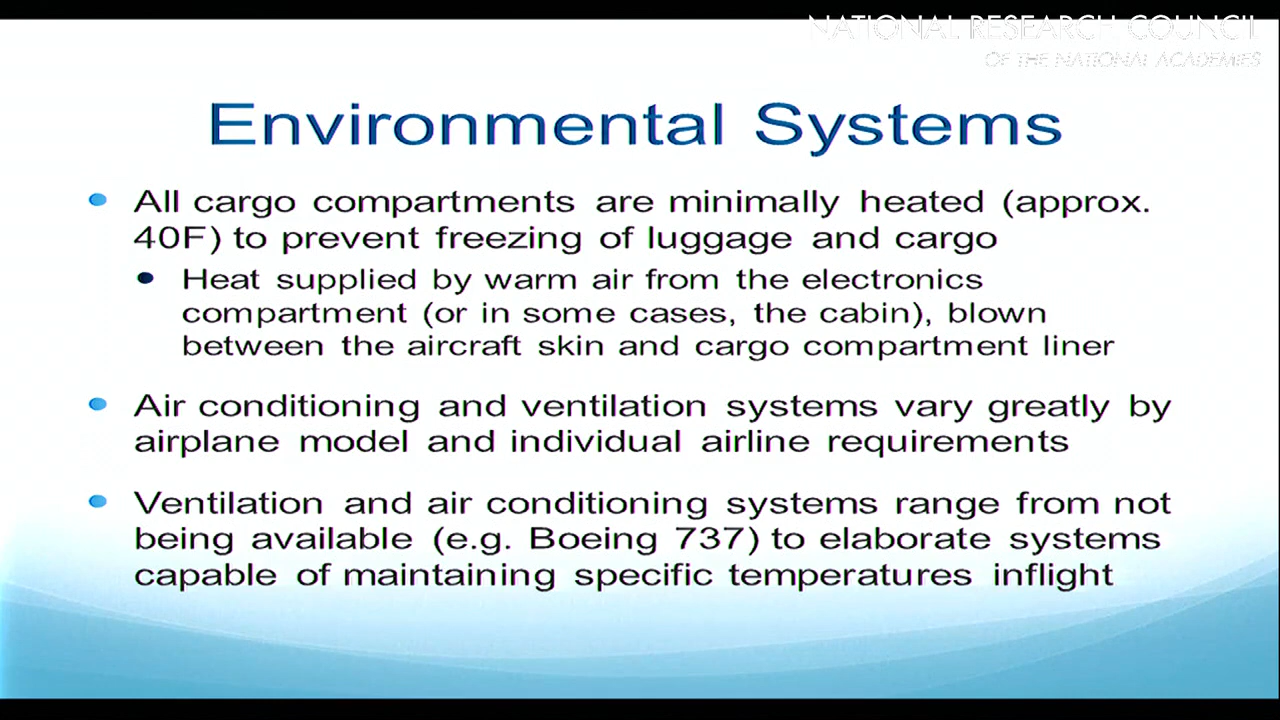 NATIONAL RESEARCH COUNCIL
OF THE NATIONAL ACADEMIES
Environmental Systems
All cargo compartments are minimally heated (approx.
40F) to prevent freezing of luggage and cargo
Heat supplied by warm air from the electronics
compartment (or in some cases, the cabin), blown
between the aircraft skin and cargo compartment liner
Air conditioning and ventilation systems vary greatly by
airplane model and individual airline requirements
Ventilation and air conditioning systems range from not
being available (e.g. Boeing 737) to elaborate systems
capable of maintaining specific temperatures inflight